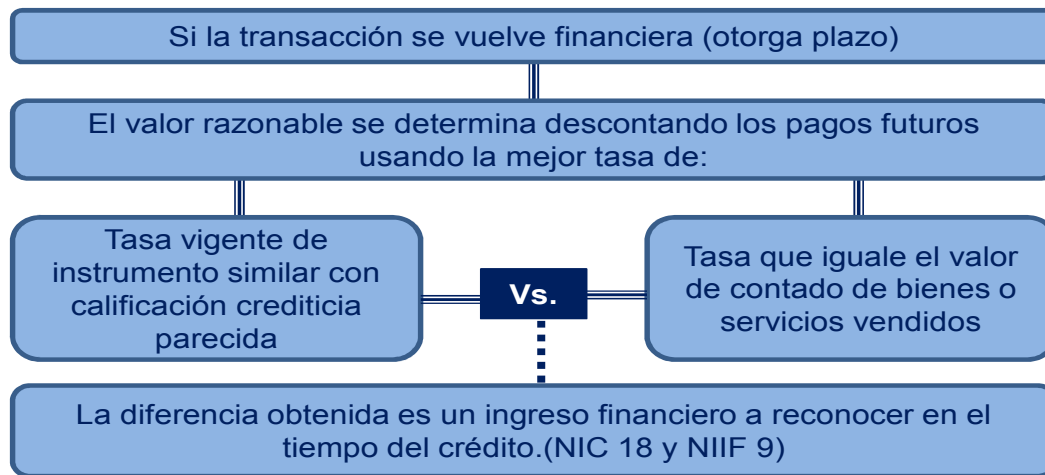 Si la transacción se vuelve financiera (otorga plazo)
El valor razonable se determina descontando los pagos futuros
usando la mejor tasa de:
Tasa vigente de
instrumento similar con
calificación crediticia
parecida
Vs.
Tasa que iguale el valor
de contado de bienes o
servicios vendidos
La diferencia obtenida es un ingreso financiero a reconocer en el
tiempo del crédito.(NIC 18 y NIIF 9)